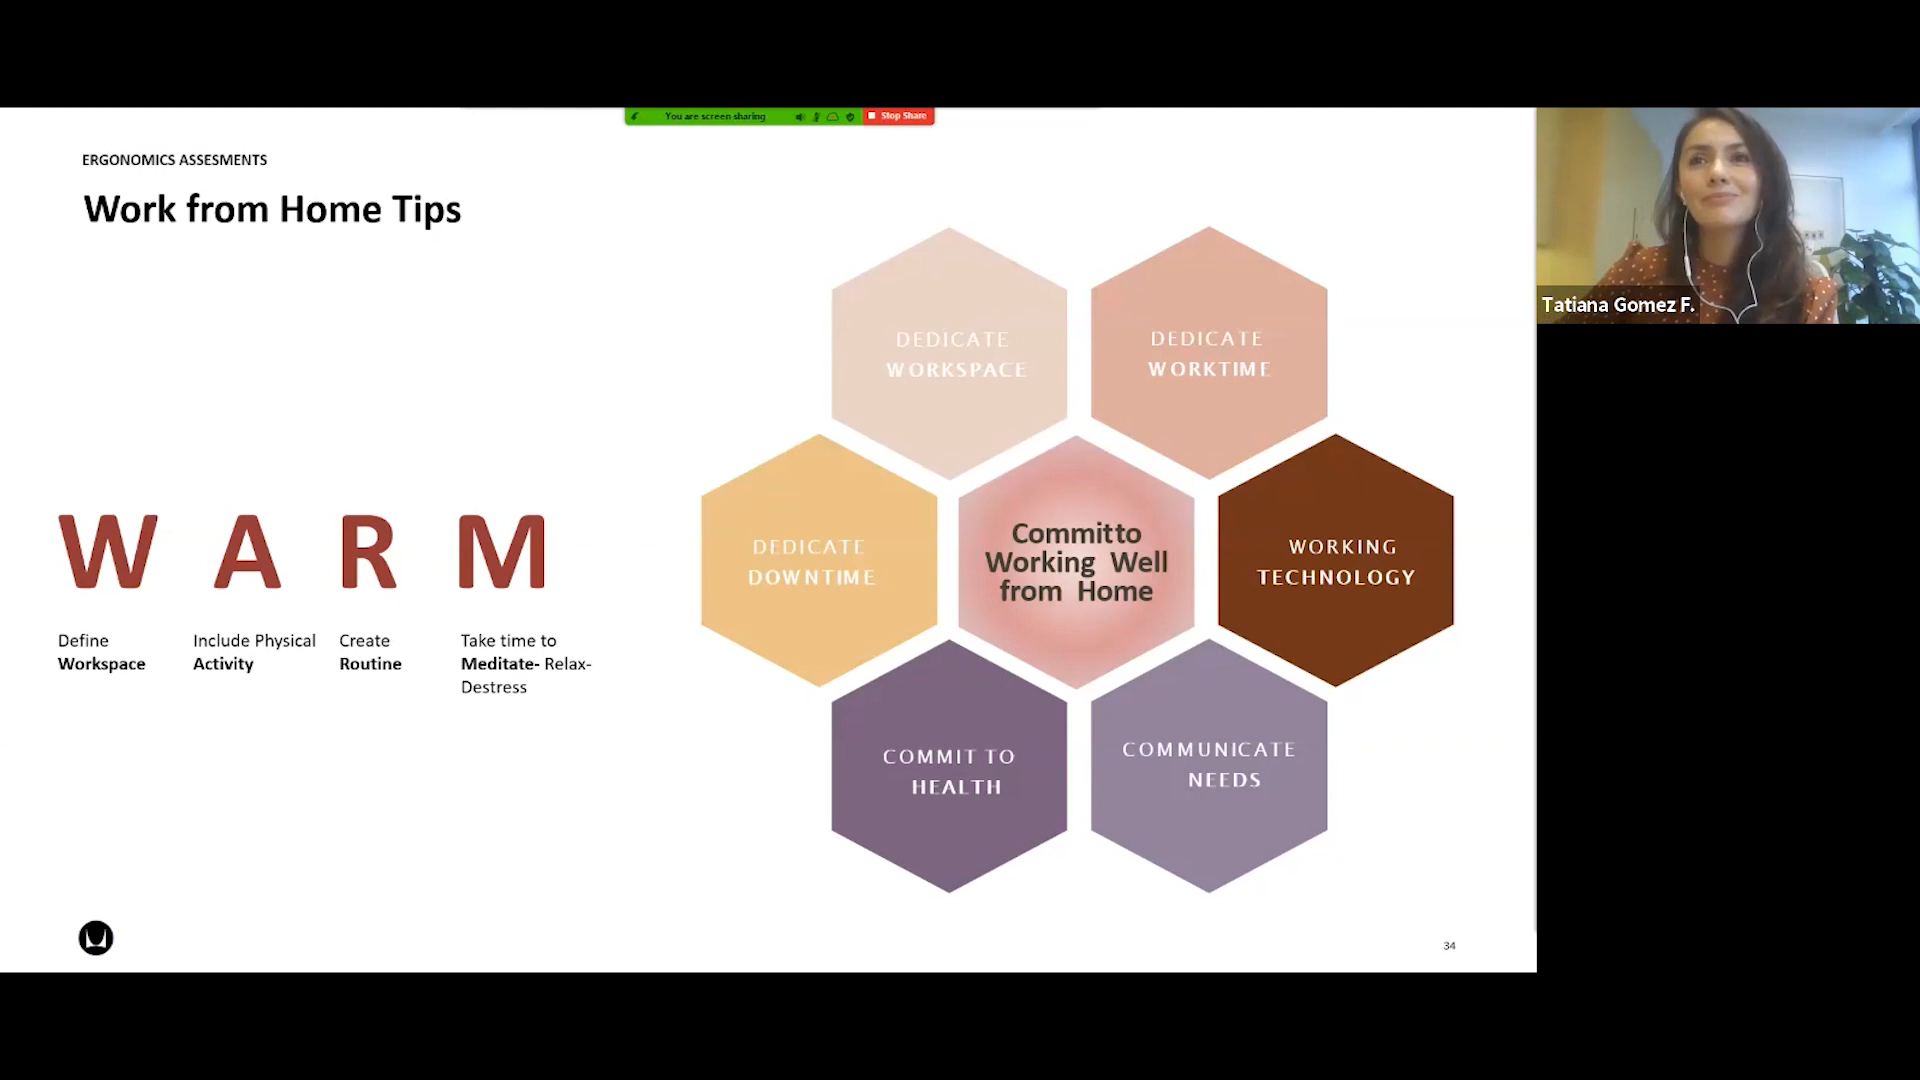 You are screen sharing
Stop Share
ERGONOMICS ASSESMENTS
Work from Home Tips
W A R M
Define
Workspace
Include Physical
Activity
Create
Routine
Take time to
Meditate- Relax-
Destress
DEDICATE
WORKSPACE
DEDICATE
WORKTIME
DEDICATE
DOWNTIME
Committo
Working Well
from Home
WORKING
TECHNOLOGY
COMMIT TO
HEALTH
COMMUNICATE
NEEDS
34
Tatiana Gomez F.